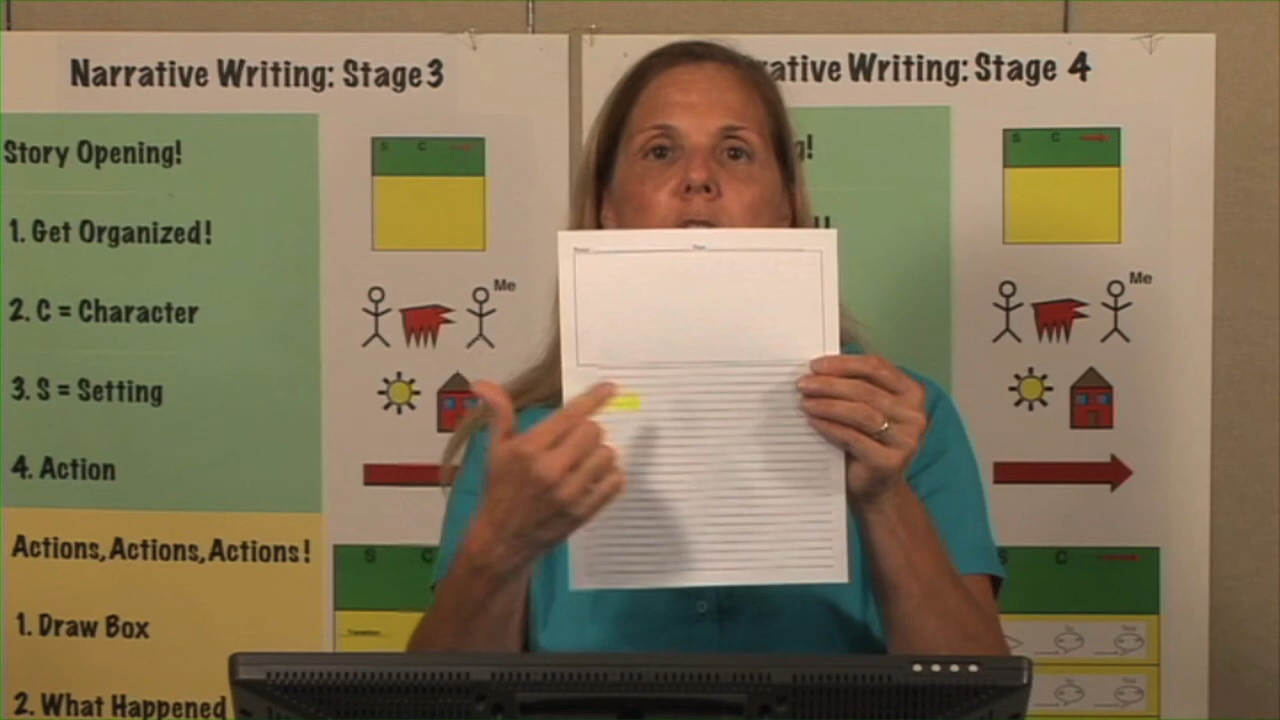 Narrative Writing: Stage 3
Story Opening!
1. Get Organized!
2. C = Character
3. S = Setting
4. Action
Actions, Actions, Actions!
1. Draw Box
2. What Happened
S C
Me
S C
rative Writing: Stage 4
g!
S C
Me
S C